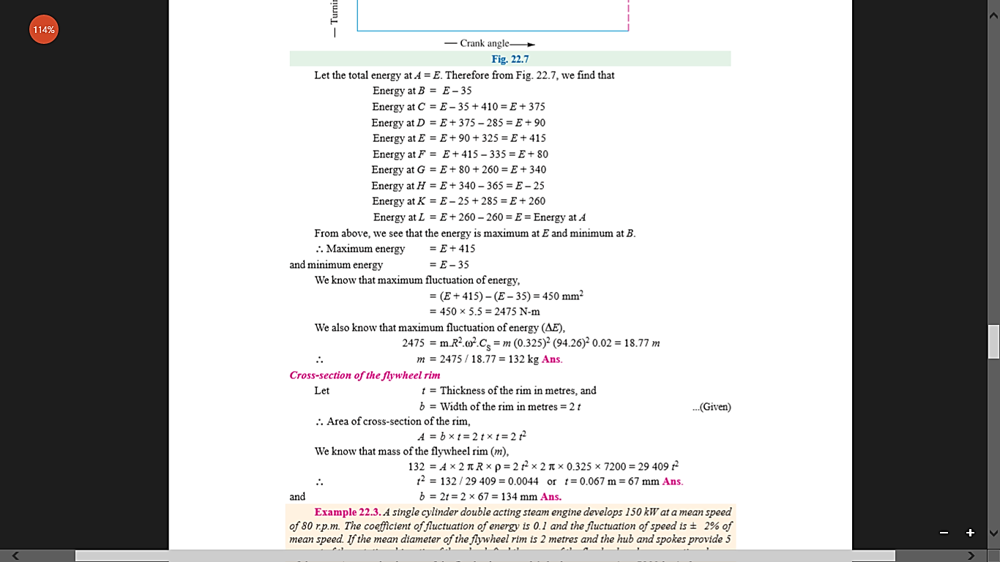 114%
— Turnin
— Crank angle→
Fig. 22.7
Let the total energy at A = E. Therefore from Fig. 22.7, we find that
Energy at B = E – 35
Energy at C = E – 35 + 410 = E + 375
Energy at D = E + 375 – 285 = E + 90
Energy at E = E + 90 + 325 = E + 415
Energy at F = E + 415 – 335 = E + 80
Energy at G = E + 80 + 260 = E + 340
Energy at H = E + 340 – 365 = E – 25
Energy at K = E – 25 + 285 = E + 260
Energy at L = E + 260 – 260 = E = Energy at A
From above, we see that the energy is maximum at E and minimum at B.
∴ Maximum energy = E + 415
and minimum energy = E – 35
We know that maximum fluctuation of energy,
= (E + 415) – (E – 35) = 450 mm²
= 450 × 5.5 = 2475 N-m
We also know that maximum fluctuation of energy (ΔE),
2475 = m.R².ω².C_S = m (0.325)² (94.26)² 0.02 = 18.77 m
∴ m = 2475 / 18.77 = 132 kg Ans.
Cross-section of the flywheel rim
Let t = Thickness of the rim in metres, and
b = Width of the rim in metres = 2 t ...(Given)
∴ Area of cross-section of the rim,
A = b × t = 2 t × t = 2 t²
We know that mass of the flywheel rim (m),
132 = A × 2 π R × ρ = 2 t² × 2 π × 0.325 × 7200 = 29 409 t²
∴ t² = 132 / 29 409 = 0.0044 or t = 0.067 m = 67 mm Ans.
and b = 2t = 2 × 67 = 134 mm Ans.
Example 22.3. A single cylinder double acting steam engine develops 150 kW at a mean speed
of 80 r.p.m. The coefficient of fluctuation of energy is 0.1 and the fluctuation of speed is ± 2% of
mean speed. If the mean diameter of the flywheel rim is 2 metres and the hub and spokes provide 5